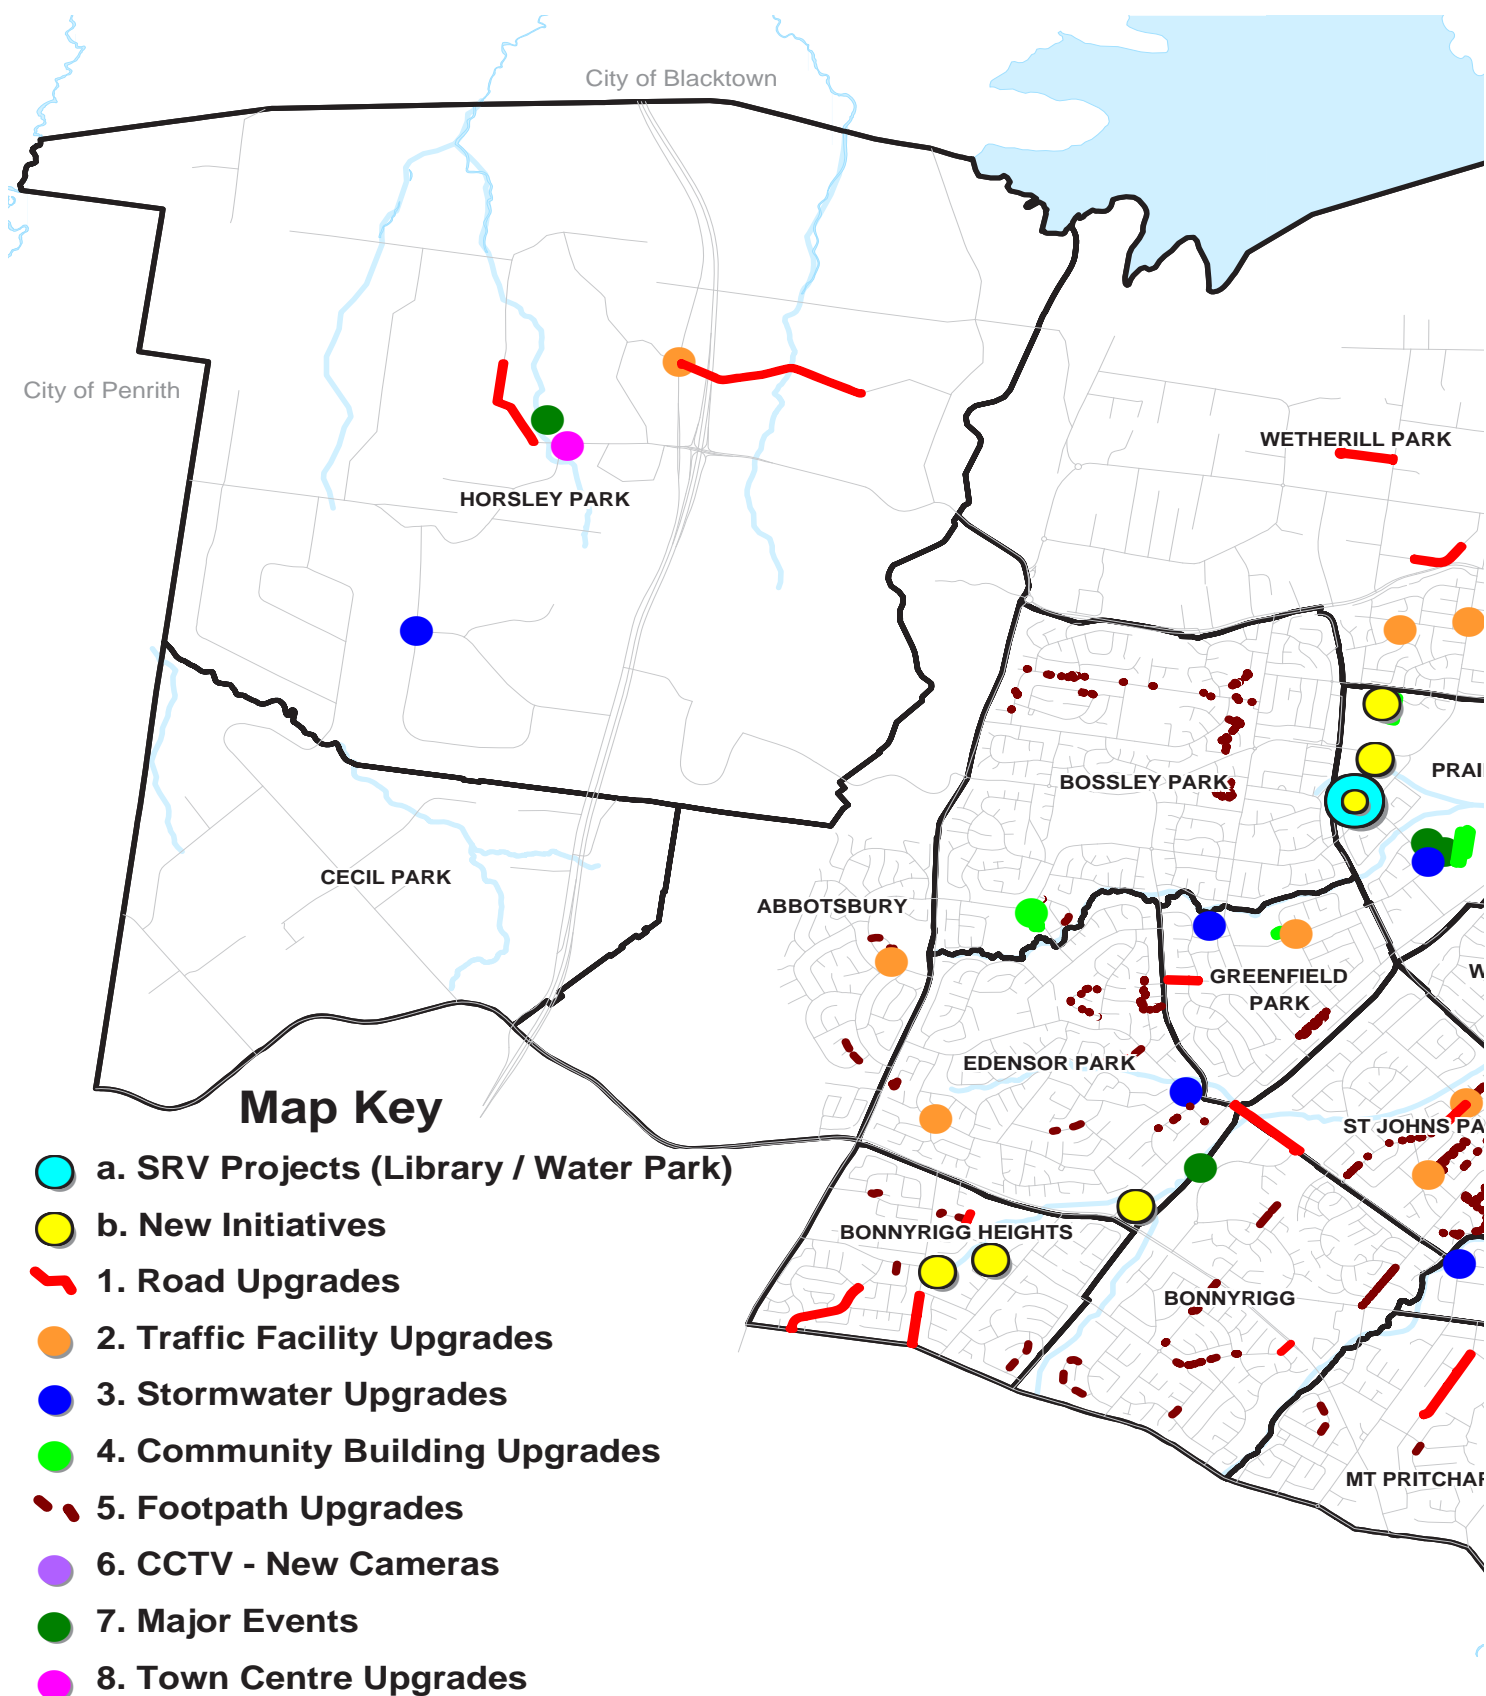 City of Blacktown
City of Penrith
WETHERILL PARK
HORSLEY PARK
PRAI
BOSSLEY PARK
CECIL PARK
ABBOTSBURY
W
GREENFIELD
PARK
EDENSOR PARK
ST JOHNS PA
BONNYRIGG HEIGHTS
BONNYRIGG
MT PRITCHAR
Map Key
a. SRV Projects (Library / Water Park)
b. New Initiatives
1. Road Upgrades
2. Traffic Facility Upgrades
3. Stormwater Upgrades
4. Community Building Upgrades
5. Footpath Upgrades
6. CCTV - New Cameras
7. Major Events
8. Town Centre Upgrades